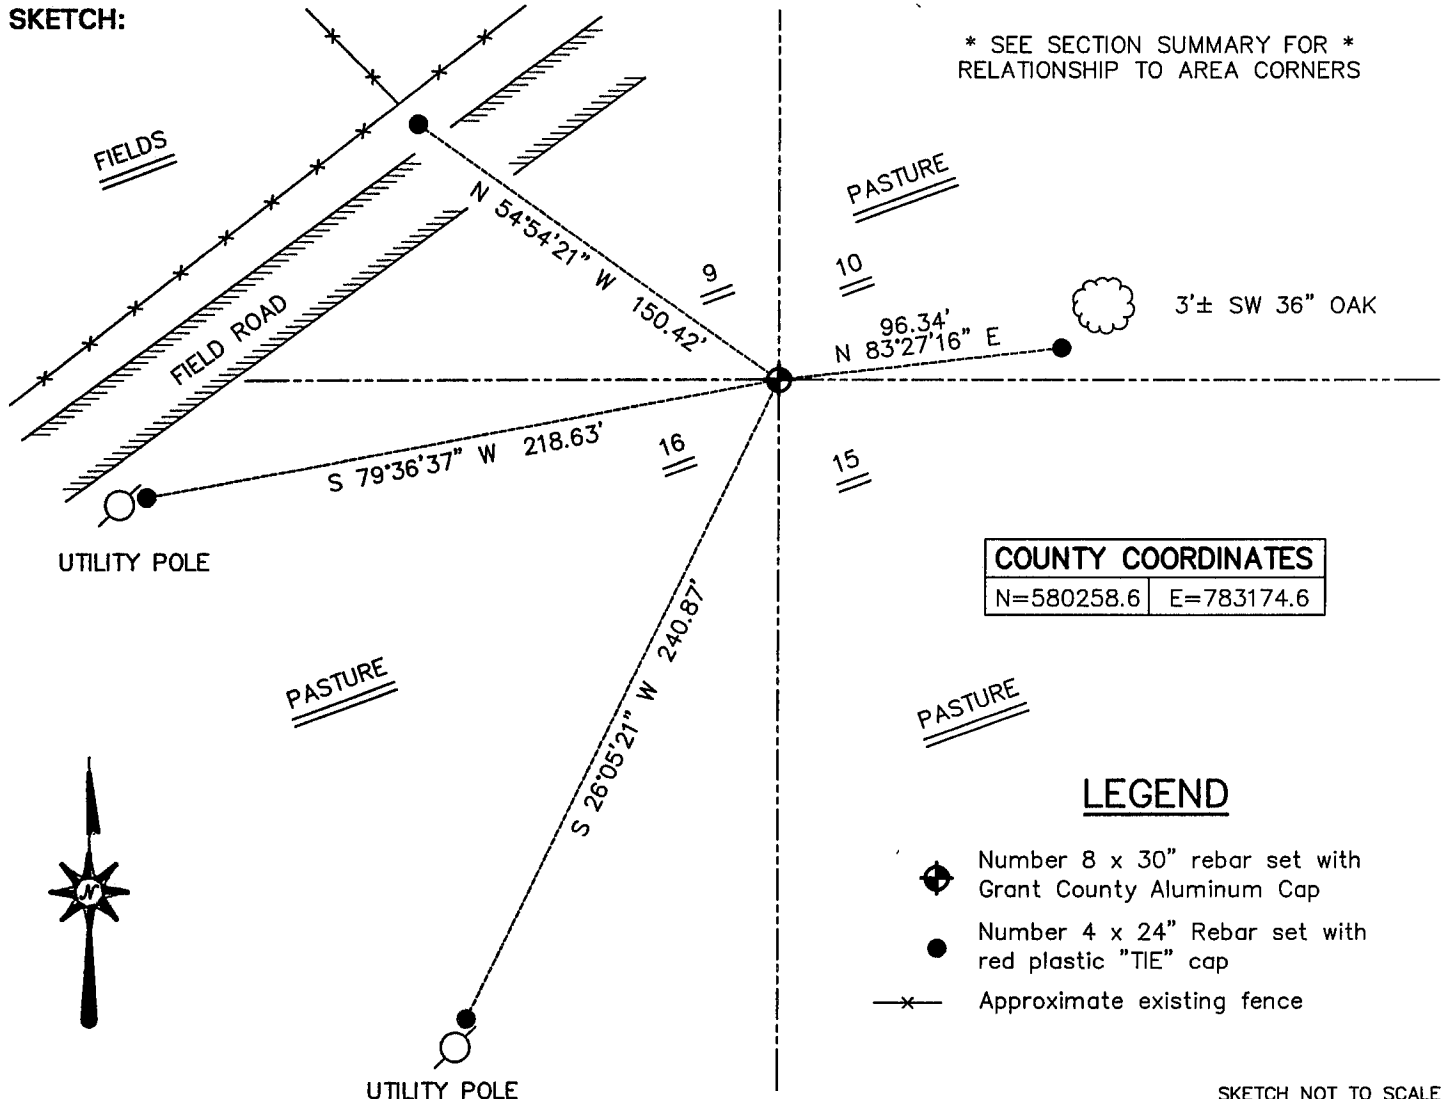 SKETCH:
* SEE SECTION SUMMARY FOR *
RELATIONSHIP TO AREA CORNERS
FIELDS
PASTURE
N 54°54'21" W 150.42'
9
10
3'± SW 36" OAK
96.34'
N 83°27'16" E
FIELD ROAD
S 79°36'37" W 218.63'
16
15
UTILITY POLE
COUNTY COORDINATES
N=580258.6 E=783174.6
S 26°05'21" W 240.87'
PASTURE
PASTURE
LEGEND
Number 8 x 30" rebar set with
Grant County Aluminum Cap
N
Number 4 x 24" Rebar set with
red plastic "TIE" cap
Approximate existing fence
UTILITY POLE
SKETCH NOT TO SCALE